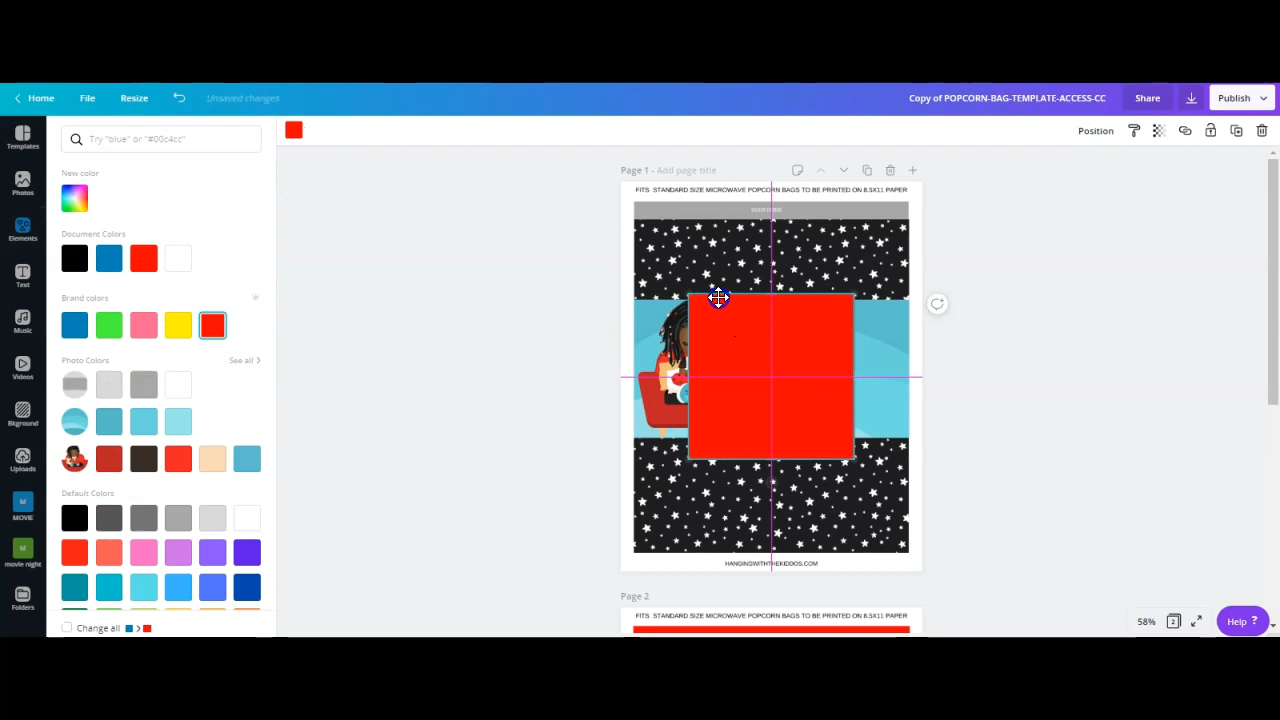 Home File Resize Unsaved changes Copy of POPCORN-BAG-TEMPLATE-ACCESS-CC Share Publish
Position
Templates
Photos
Elements
Text
Music
Videos
Bkground
Uploads
M
MOVIE
M
movie night
Folders
Try "blue" or "#00c4cc"
New color
Document Colors
Brand colors
Photo Colors See all >
Default Colors
Change all
Page 1 - Add page title
FITS STANDARD SIZE MICROWAVE POPCORN BAGS TO BE PRINTED ON 8.5X11 PAPER
HANGINGWITHTHEKIDDOS.COM
Page 2
FITS STANDARD SIZE MICROWAVE POPCORN BAGS TO BE PRINTED ON 8.5X11 PAPER
58% 2 Help ?